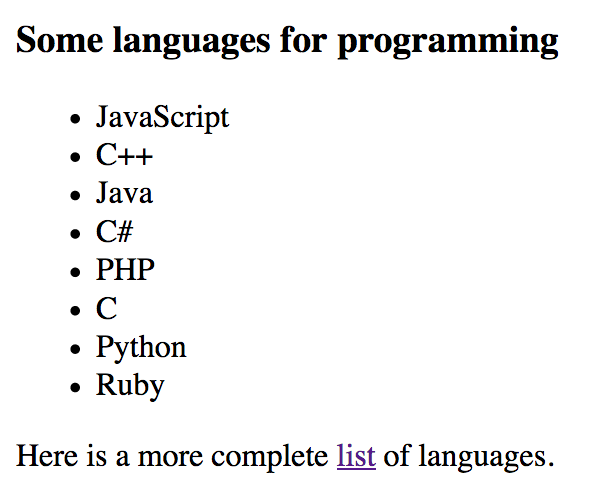 Some languages for programming
• JavaScript
• C++
• Java
• C#
• PHP
• C
• Python
• Ruby
Here is a more complete list of languages.